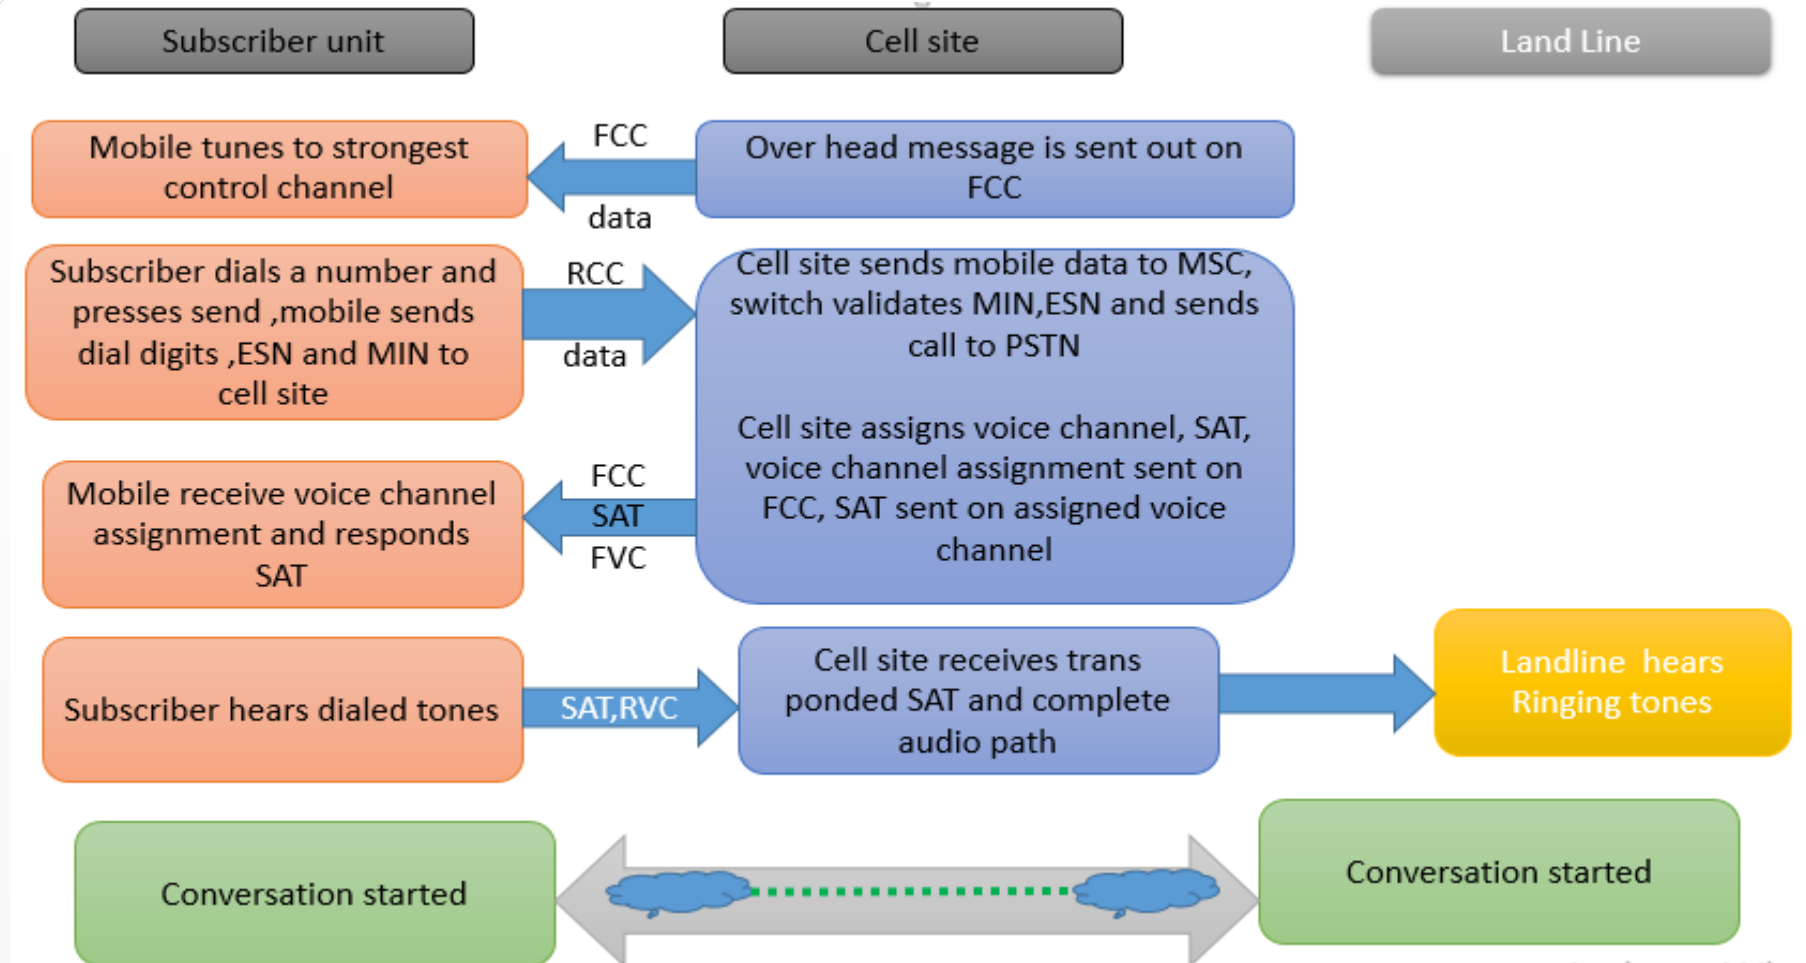 Subscriber unit
Cell site
Land Line
Mobile tunes to strongest
control channel
FCC
data
Over head message is sent out on
FCC
Subscriber dials a number and
presses send ,mobile sends
dial digits ,ESN and MIN to
cell site
RCC
data
Cell site sends mobile data to MSC,
switch validates MIN,ESN and sends
call to PSTN
Cell site assigns voice channel, SAT,
voice channel assignment sent on
FCC, SAT sent on assigned voice
channel
Mobile receive voice channel
assignment and responds
SAT
FCC
SAT
FVC
Subscriber hears dialed tones
SAT,RVC
Cell site receives trans
ponded SAT and complete
audio path
Landline  hears
Ringing tones
Conversation started
Conversation started